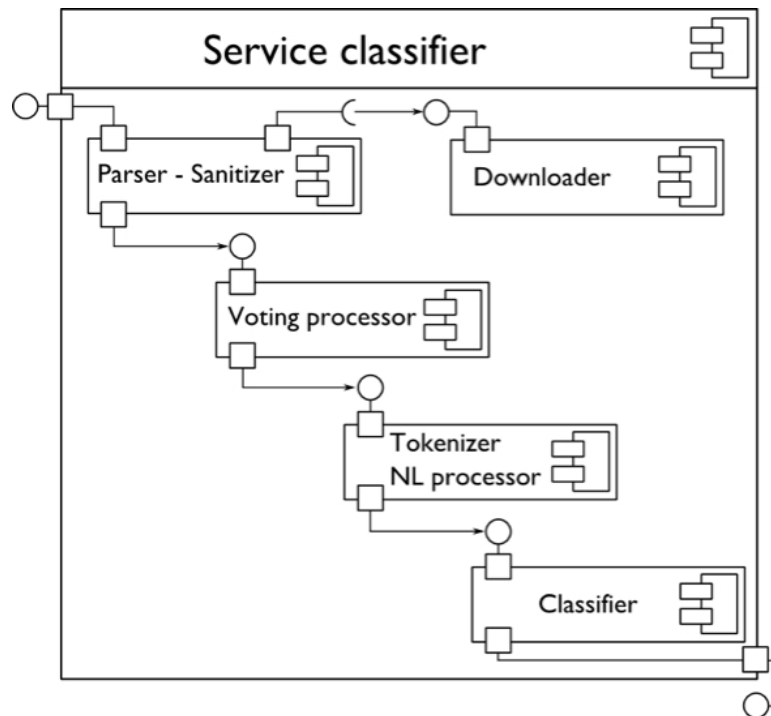 Service classifier
Parser - Sanitizer
Downloader
Voting processor
Tokenizer
NL processor
Classifier